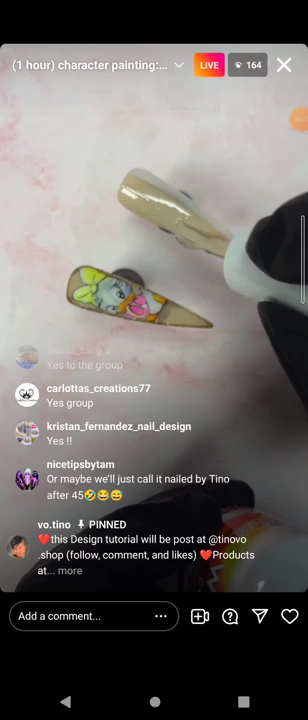 (1 hour) character painting:...
LIVE
164
Yes to the group
carlottas_creations77
Yes group
kristan_fernandez_nail_design
Yes !!
nicetipsbytam
Or maybe we'll just call it nailed by Tino
after 45🤣😂😅
vo.tino 📌 PINNED
❤️this Design tutorial will be post at @tinovo
.shop (follow, comment, and likes) ❤️Products
at... more
Add a comment...